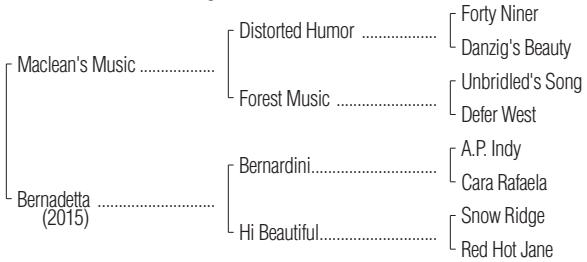 Forty Niner
Distorted Humor ..................
Danzig's Beauty
Maclean's Music .................
Unbridled's Song
Forest Music ........................
Defer West
A.P. Indy
Bernardini.............................
Cara Rafaela
Bernadetta ...........................
(2015)
Snow Ridge
Hi Beautiful...........................
Red Hot Jane